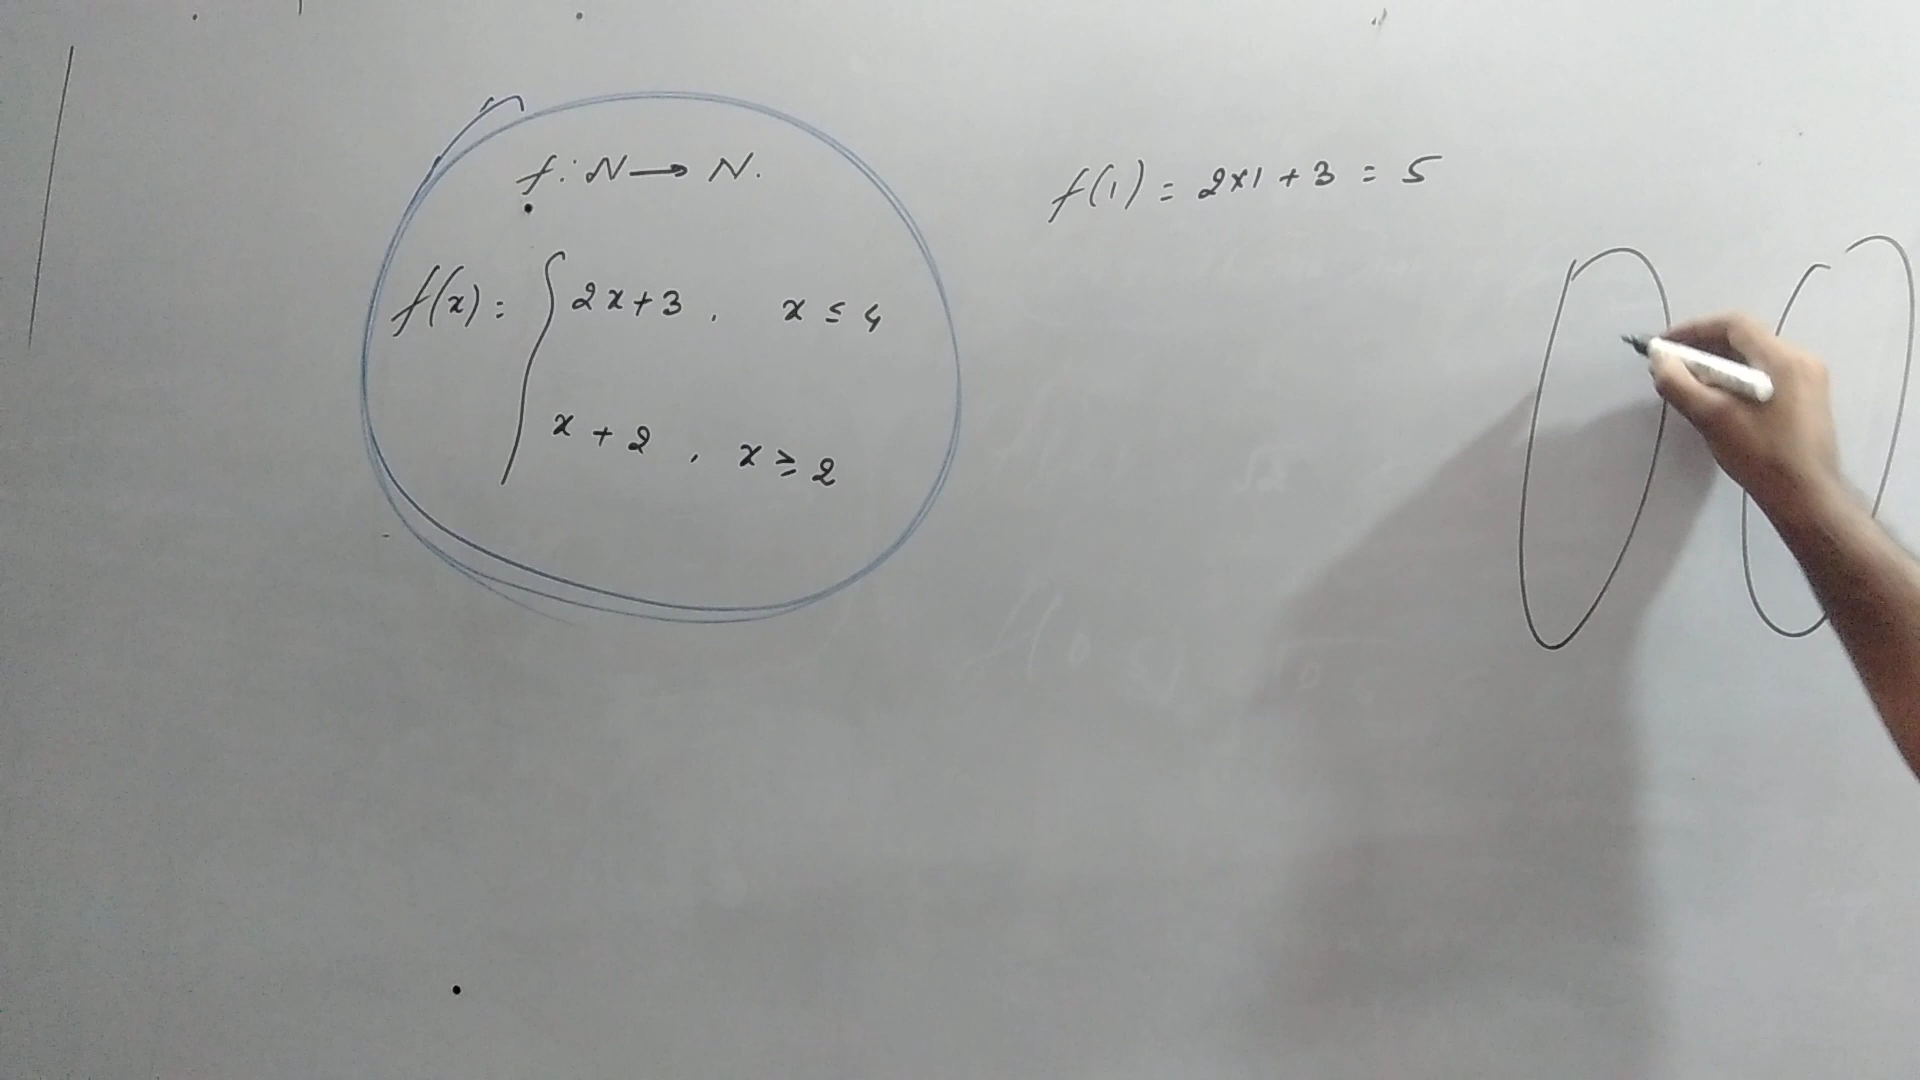 f: N → N.
f(x) = { 2x+3 , x ≤ 4
x + 2 , x ≥ 2
f(1) = 2×1 + 3 = 5